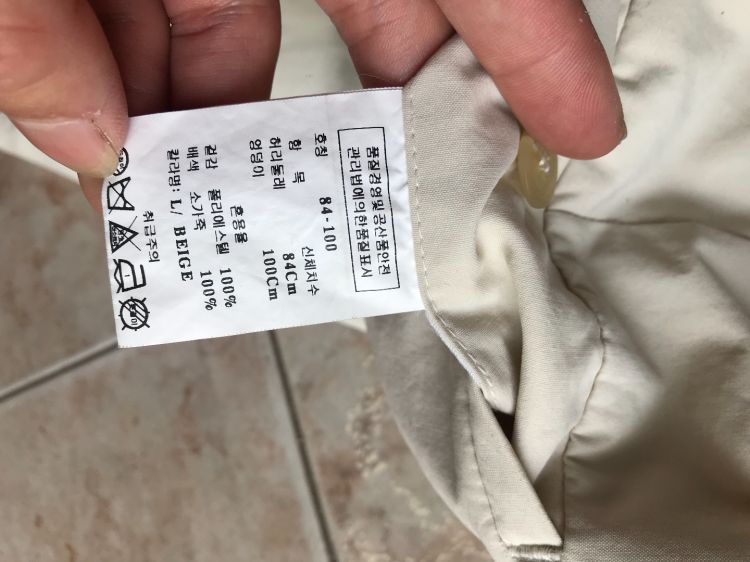 품질경영및공산품안전
관리법에의한품질표시
호칭 84-100
항 목 신체치수
허리둘레 84Cm
엉덩이 100Cm
혼용율
겉감 폴리에스텔 100%
배색 소가죽 100%
칼라명: L/ BEIGE
취급주의